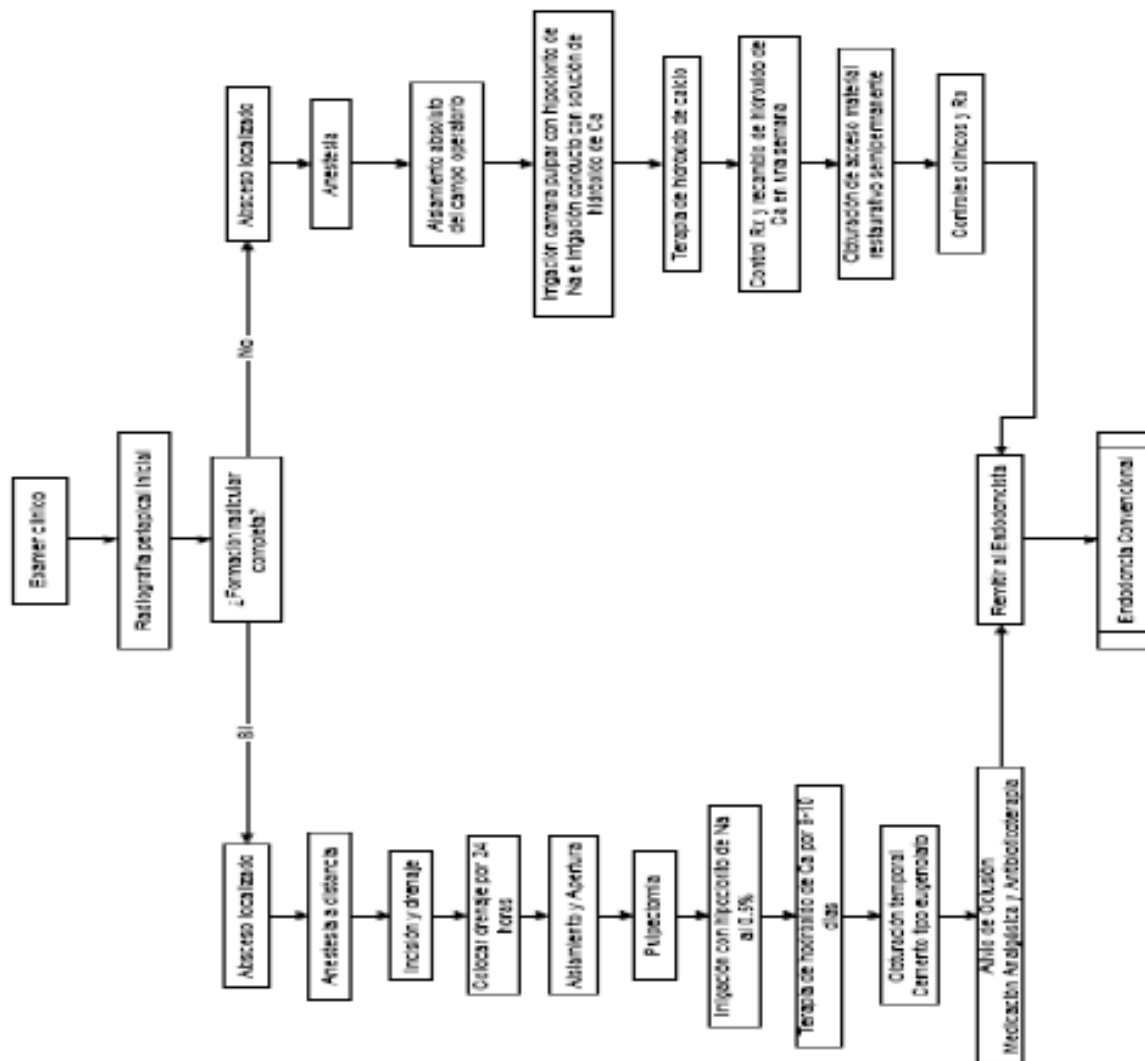 Examen clínico
Radiografía periapical inicial
¿Formación radicular
completa?
No
Absceso localizado
Anestesia
Aislamiento absoluto
del campo operatorio
Irrigación cámara pulpar con hipoclorito de
Na e irrigación conducto con solución de
hidróxido de Ca
Terapia de hidróxido de calcio
Control Rx y recambio de hidróxido de
Ca en una semana
Obturación de acceso material
restaurativo semipermanente
Controles clínicos y Rx
Absceso localizado
Anestesia a distancia
Incisión y drenaje
Colocar drenaje por 24
horas
Aislamiento y Apertura
Pulpectomía
Irrigación con hipoclorito de Na
al 0.5%
Terapia de hidróxido de Ca por 8-10
días
Obturación temporal
Cemento tipo eugenolato
Alivio de Oclusión
Medicación Analgésica y Antibioticoterapia
Remitir al Endodoncista
Endodoncia Convencional